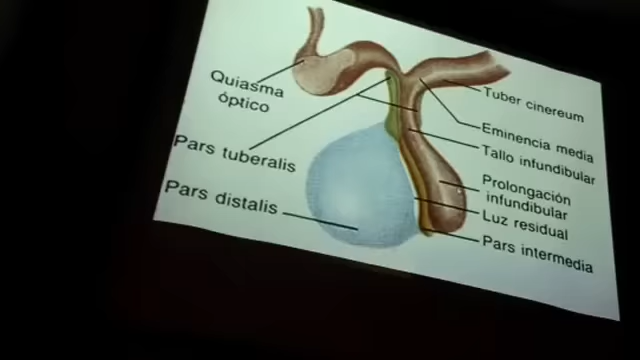 Quiasma
óptico
Pars tuberalis
Pars distalis
Tuber cinereum
Eminencia media
Tallo infundibular
Prolongación
infundibular
Luz residual
Pars intermedia